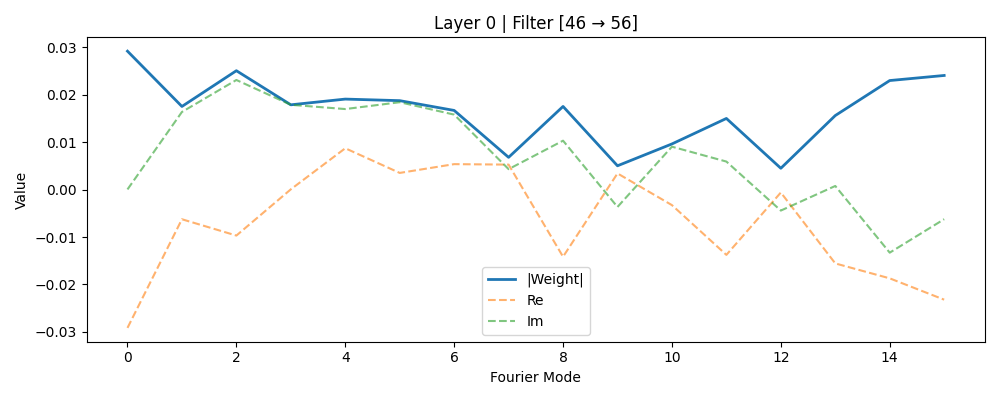 Layer 0 | Filter [46 → 56]
Value
0.03
0.02
0.01
0.00
−0.01
−0.02
−0.03
|Weight|
Re
Im
0 2 4 6 8 10 12 14
Fourier Mode